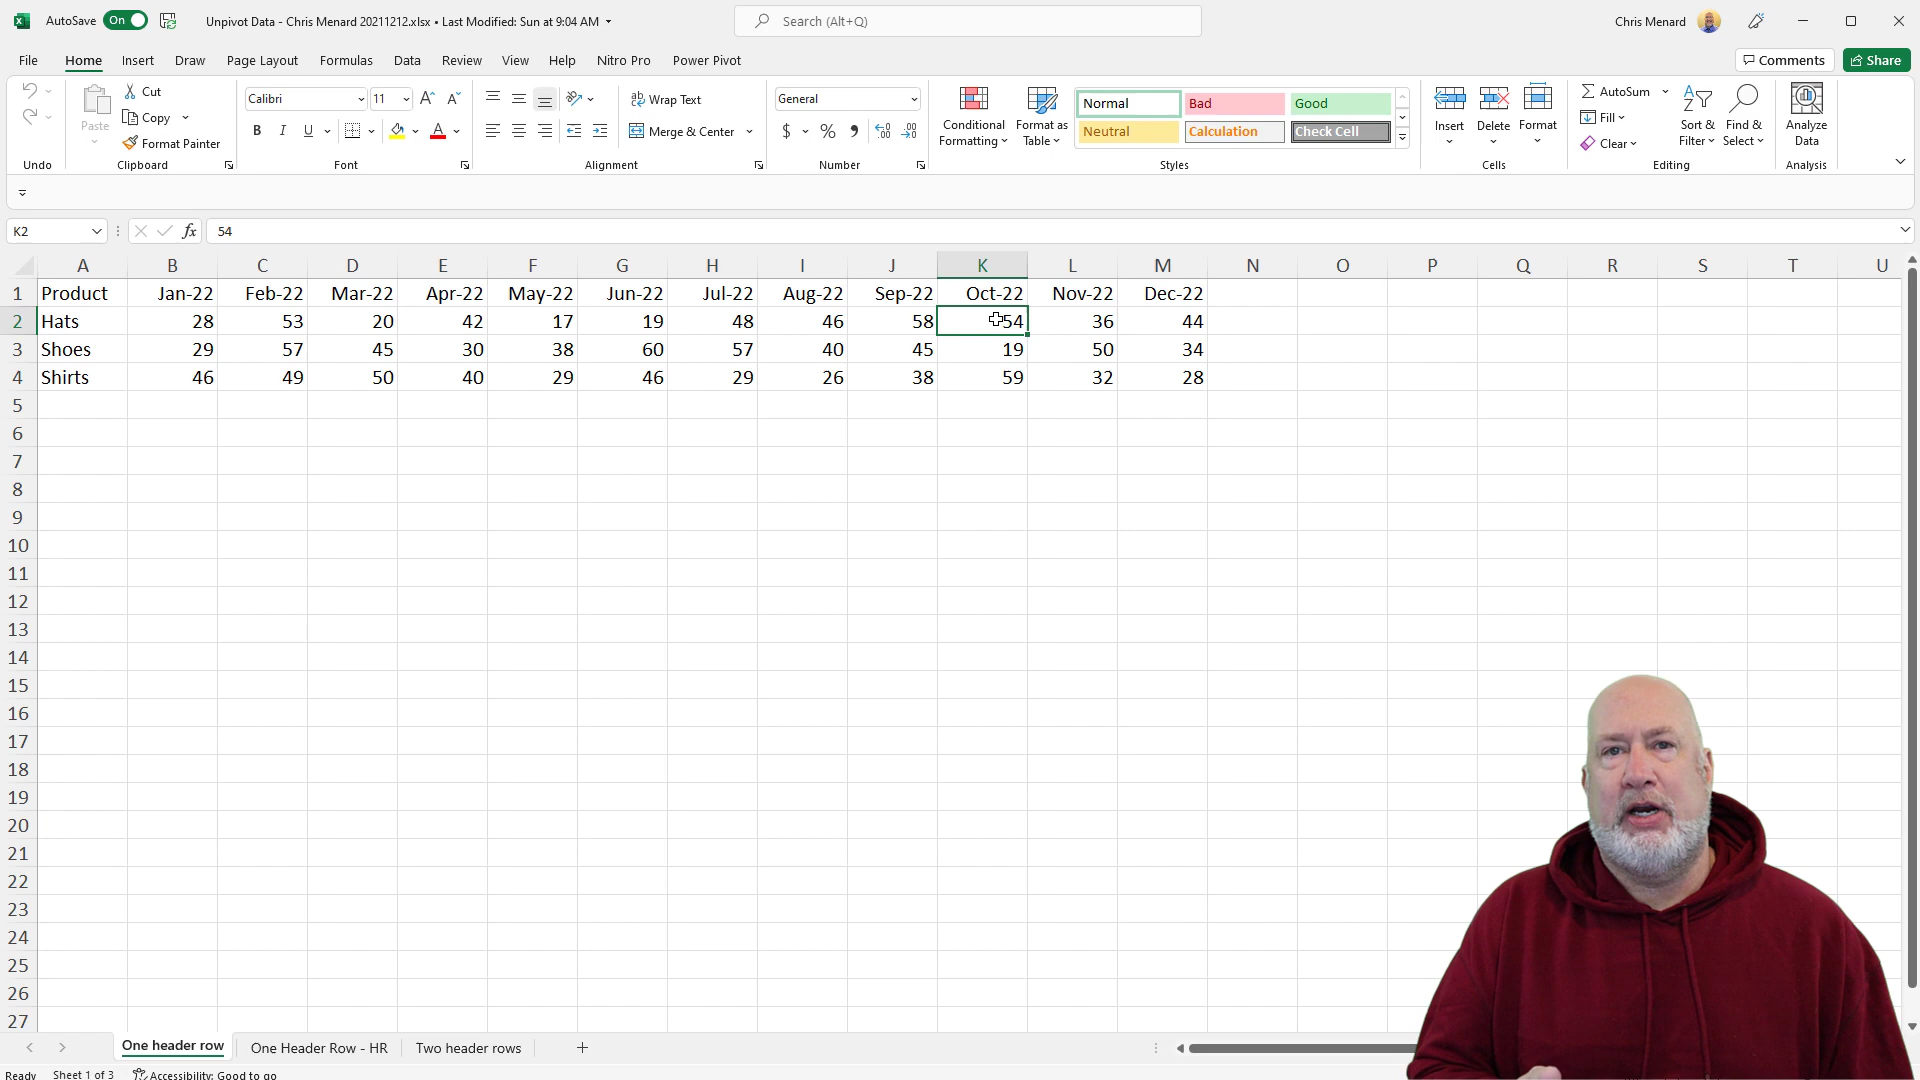 AutoSave On Unpivot Data - Chris Menard 20211212.xlsx • Last Modified: Sun at 9:04 AM Search (Alt+Q) Chris Menard
File Home Insert Draw Page Layout Formulas Data Review View Help Nitro Pro Power Pivot Comments Share
Cut Calibri 11 Wrap Text General Normal Bad Good AutoSum
Paste Copy Conditional Formatting Format as Table Insert Delete Format Fill Sort & Filter Find & Select Analyze Data
B I U Merge & Center $ % Neutral Calculation Check Cell
Format Painter Clear
Undo Clipboard Font Alignment Number Styles Cells Editing Analysis
K2 fx 54
A B C D E F G H I J K L M N O P Q R S T U
1 Product Jan-22 Feb-22 Mar-22 Apr-22 May-22 Jun-22 Jul-22 Aug-22 Sep-22 Oct-22 Nov-22 Dec-22
2 Hats 28 53 20 42 17 19 48 46 58 54 36 44
3 Shoes 29 57 45 30 38 60 57 40 45 19 50 34
4 Shirts 46 49 50 40 29 46 29 26 38 59 32 28
5
6
7
8
9
10
11
12
13
14
15
16
17
18
19
20
21
22
23
24
25
26
27
One header row One Header Row - HR Two header rows
Ready Sheet 1 of 3 Accessibility: Good to go